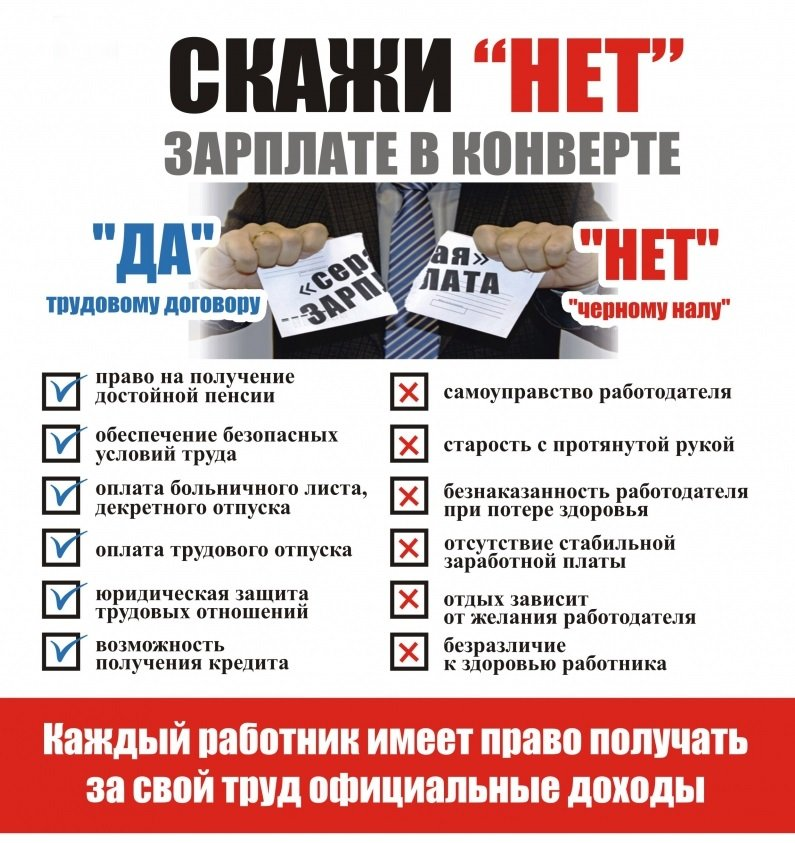 СКАЖИ “НЕТ”
ЗАРПЛАТЕ В КОНВЕРТЕ
"ДА"
трудовому договору
«сер
ЗАРП
ая»
ЛАТА
"НЕТ"
"черному налу"
право на получение
достойной пенсии
обеспечение безопасных
условий труда
оплата больничного листа,
декретного отпуска
оплата трудового отпуска
юридическая защита
трудовых отношений
возможность
получения кредита
самоуправство работодателя
старость с протянутой рукой
безнаказанность работодателя
при потере здоровья
отсутствие стабильной
заработной платы
отдых зависит
от желания работодателя
безразличие
к здоровью работника
Каждый работник имеет право получать
за свой труд официальные доходы